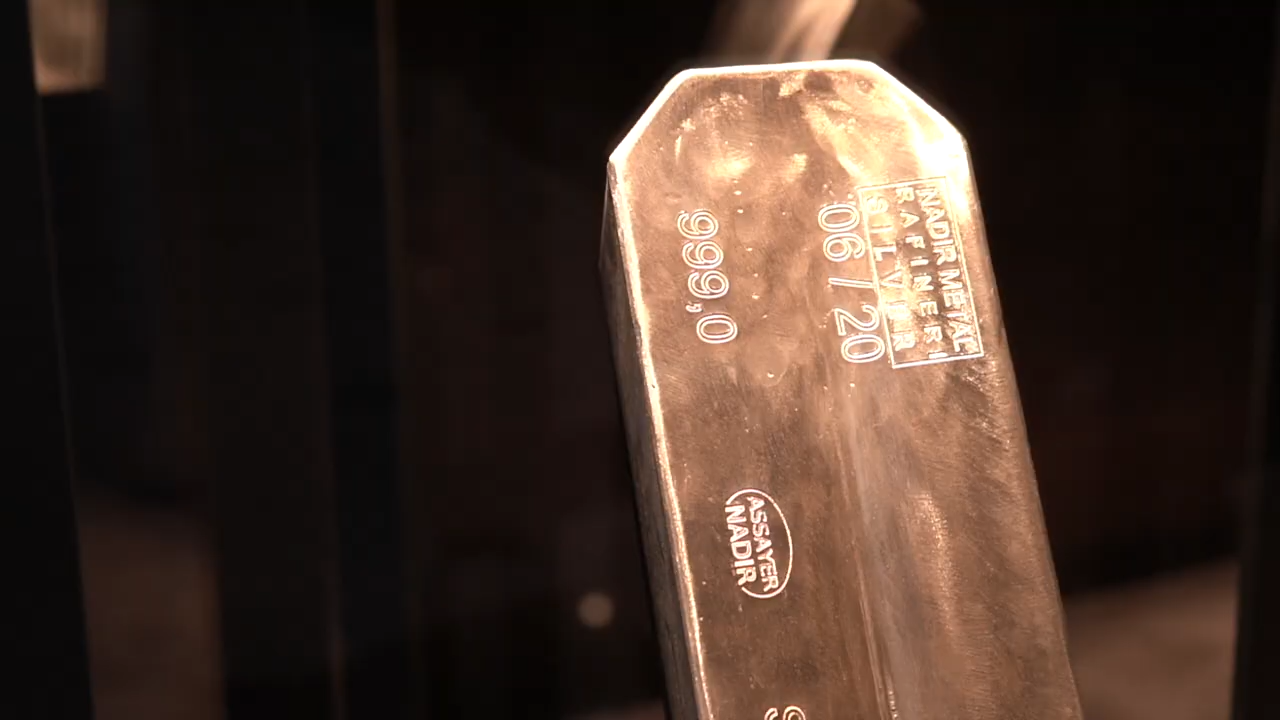 NADIR METAL
RAFINERI
SILVER
06 / 20
999,0
ASSAYER
NADIR